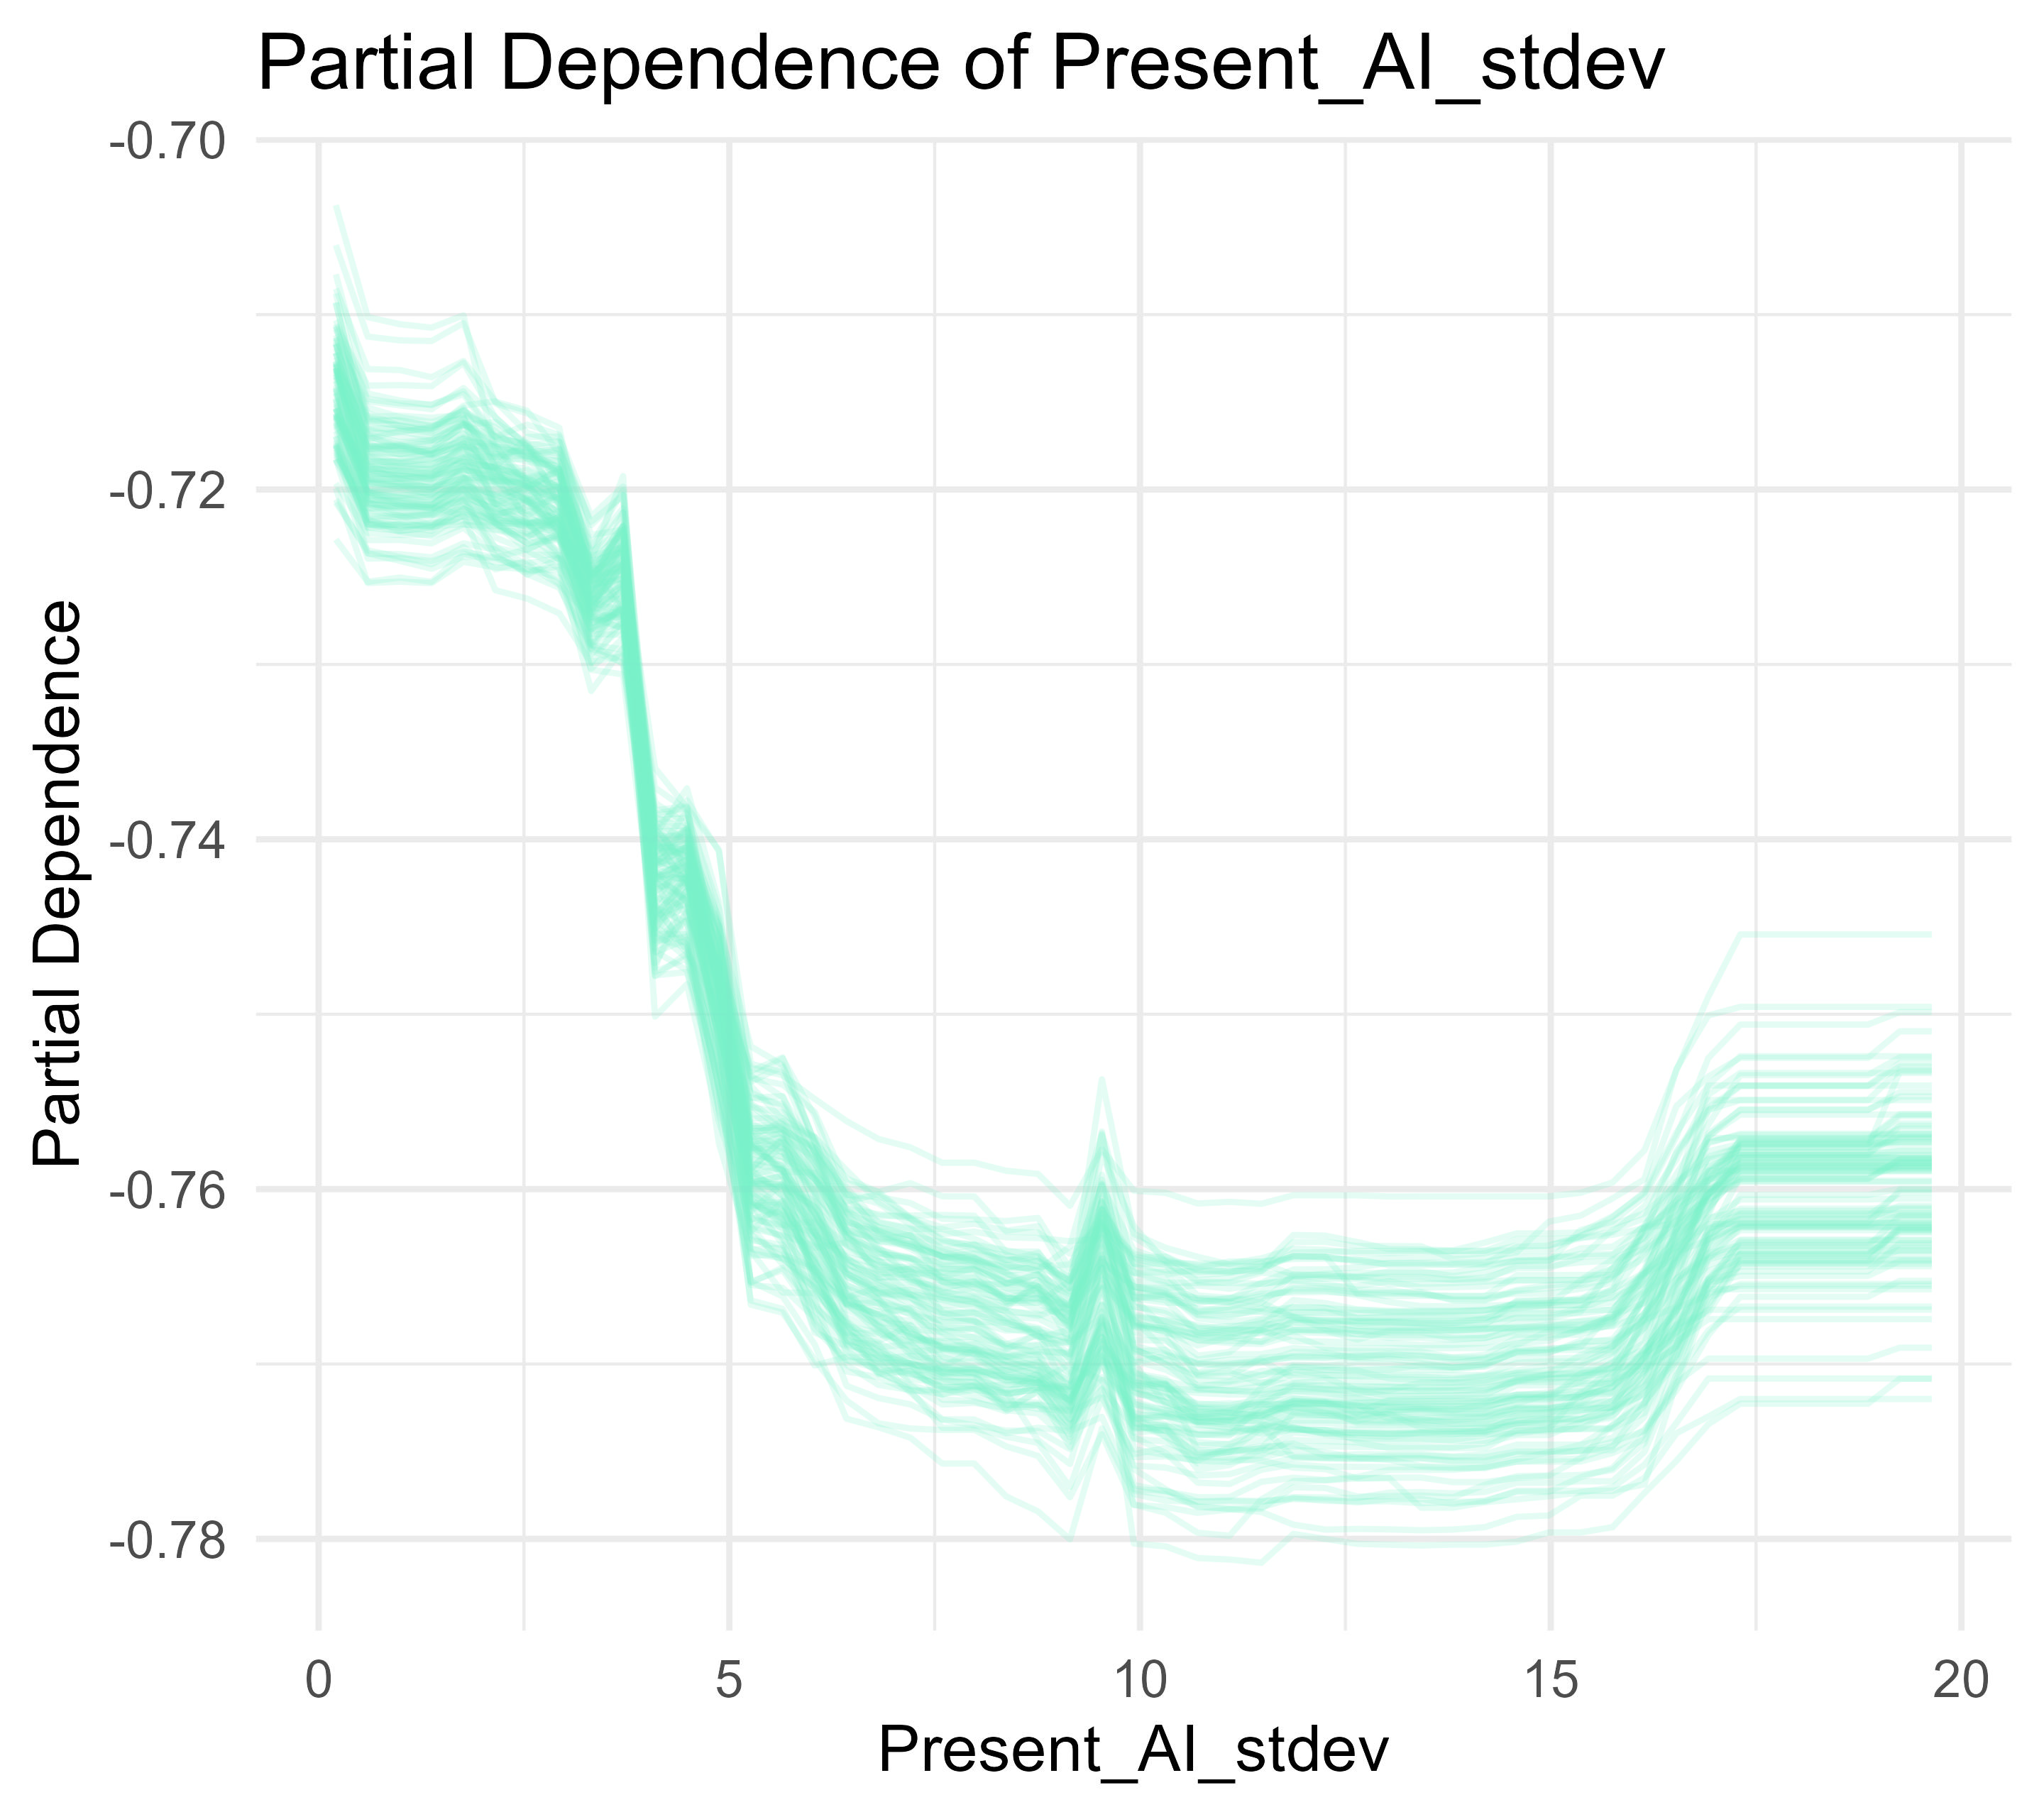 Partial Dependence of Present_AI_stdev
-0.70
-0.72
-0.74
-0.76
-0.78
Partial Dependence
0 5 10 15 20
Present_AI_stdev